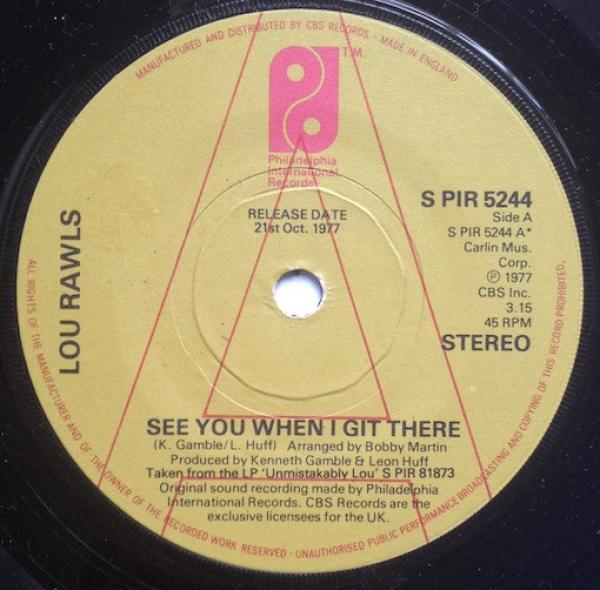 MANUFACTURED AND DISTRIBUTED BY CBS RECORDS · MADE IN ENGLAND
T.M.
Philadelphia
International
Records
RELEASE DATE
21st Oct. 1977
S PIR 5244
Side A
S PIR 5244 A*
Carlin Mus.
Corp.
℗ 1977
CBS Inc.
3.15
45 RPM
STEREO
LOU RAWLS
SEE YOU WHEN I GIT THERE
(K. Gamble/L. Huff) Arranged by Bobby Martin
Produced by Kenneth Gamble & Leon Huff
Taken from the LP 'Unmistakably Lou' S PIR 81873
Original sound recording made by Philadelphia
International Records. CBS Records are the
exclusive licensees for the UK.
ALL RIGHTS OF THE MANUFACTURER AND OF THE OWNER OF THE RECORDED WORK RESERVED · UNAUTHORISED PUBLIC PERFORMANCE BROADCASTING AND COPYING OF THIS RECORD PROHIBITED.
A